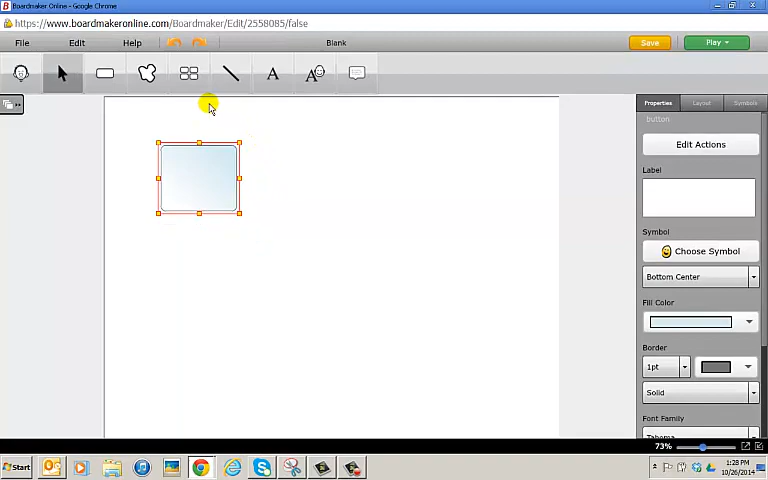 Boardmaker Online - Google Chrome
https://www.boardmakeronline.com/Boardmaker/Edit/2558085/false
File Edit Help Blank Save Play
A A
Properties Layout Symbols
button
Edit Actions
Label
Symbol
Choose Symbol
Bottom Center
Fill Color
Border
1pt
Solid
Font Family
Tahoma
73%
Start
1:28 PM
10/26/2014